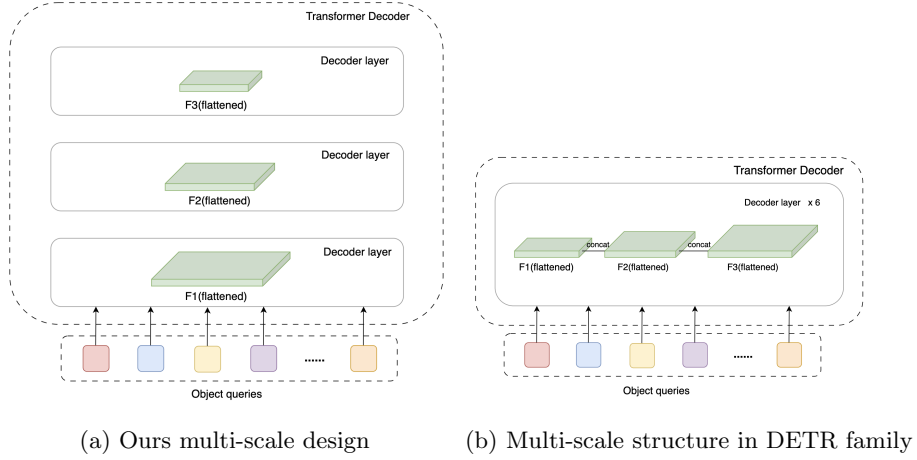 Transformer Decoder
Decoder layer
F3(flattened)
Decoder layer
F2(flattened)
Decoder layer
F1(flattened)
......
Object queries
(a) Ours multi-scale design
Transformer Decoder
Decoder layer x 6
concat
concat
F1(flattened)
F2(flattened)
F3(flattened)
......
Object queries
(b) Multi-scale structure in DETR family